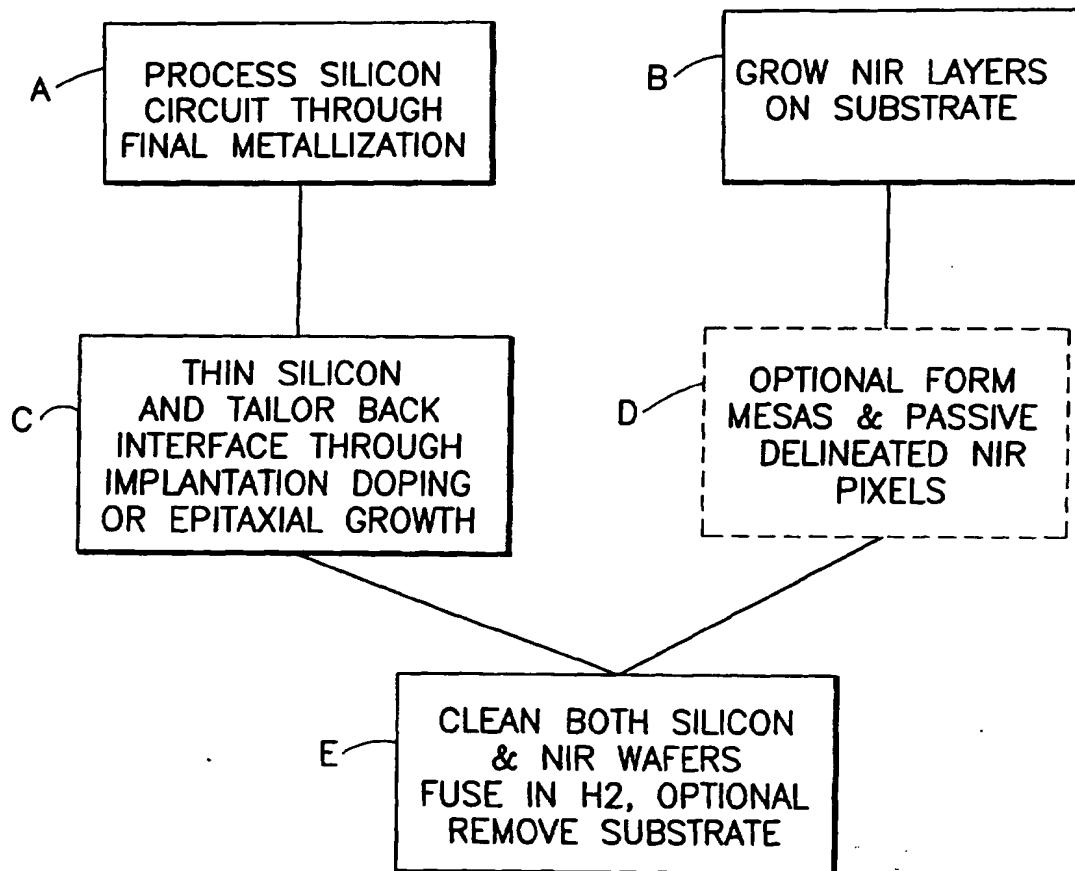 A
PROCESS SILICON
CIRCUIT THROUGH
FINAL METALLIZATION
B
GROW NIR LAYERS
ON SUBSTRATE
C
THIN SILICON
AND TAILOR BACK
INTERFACE THROUGH
IMPLANTATION DOPING
OR EPITAXIAL GROWTH
D
OPTIONAL FORM
MESAS & PASSIVE
DELINEATED NIR
PIXELS
E
CLEAN BOTH SILICON
& NIR WAFERS
FUSE IN H2, OPTIONAL
REMOVE SUBSTRATE